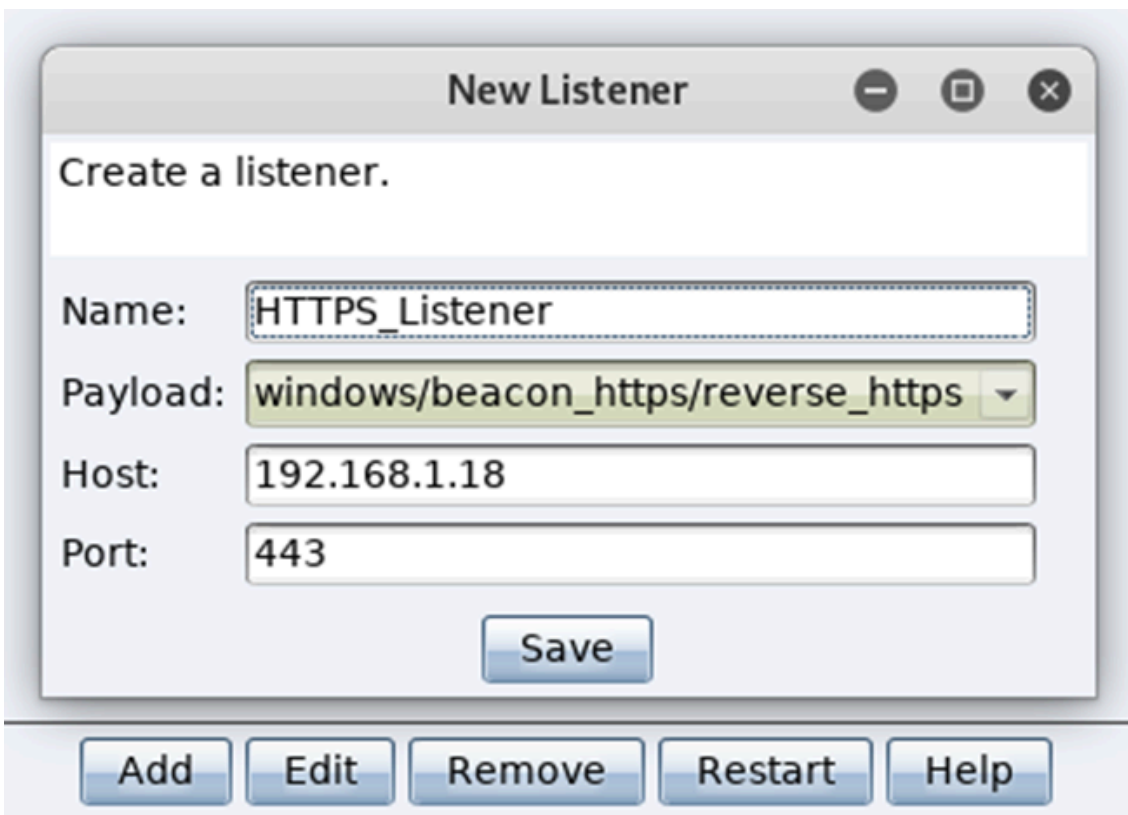 New Listener
Create a listener.
Name: HTTPS_Listener
Payload: windows/beacon_https/reverse_https
Host: 192.168.1.18
Port: 443
Save
Add Edit Remove Restart Help